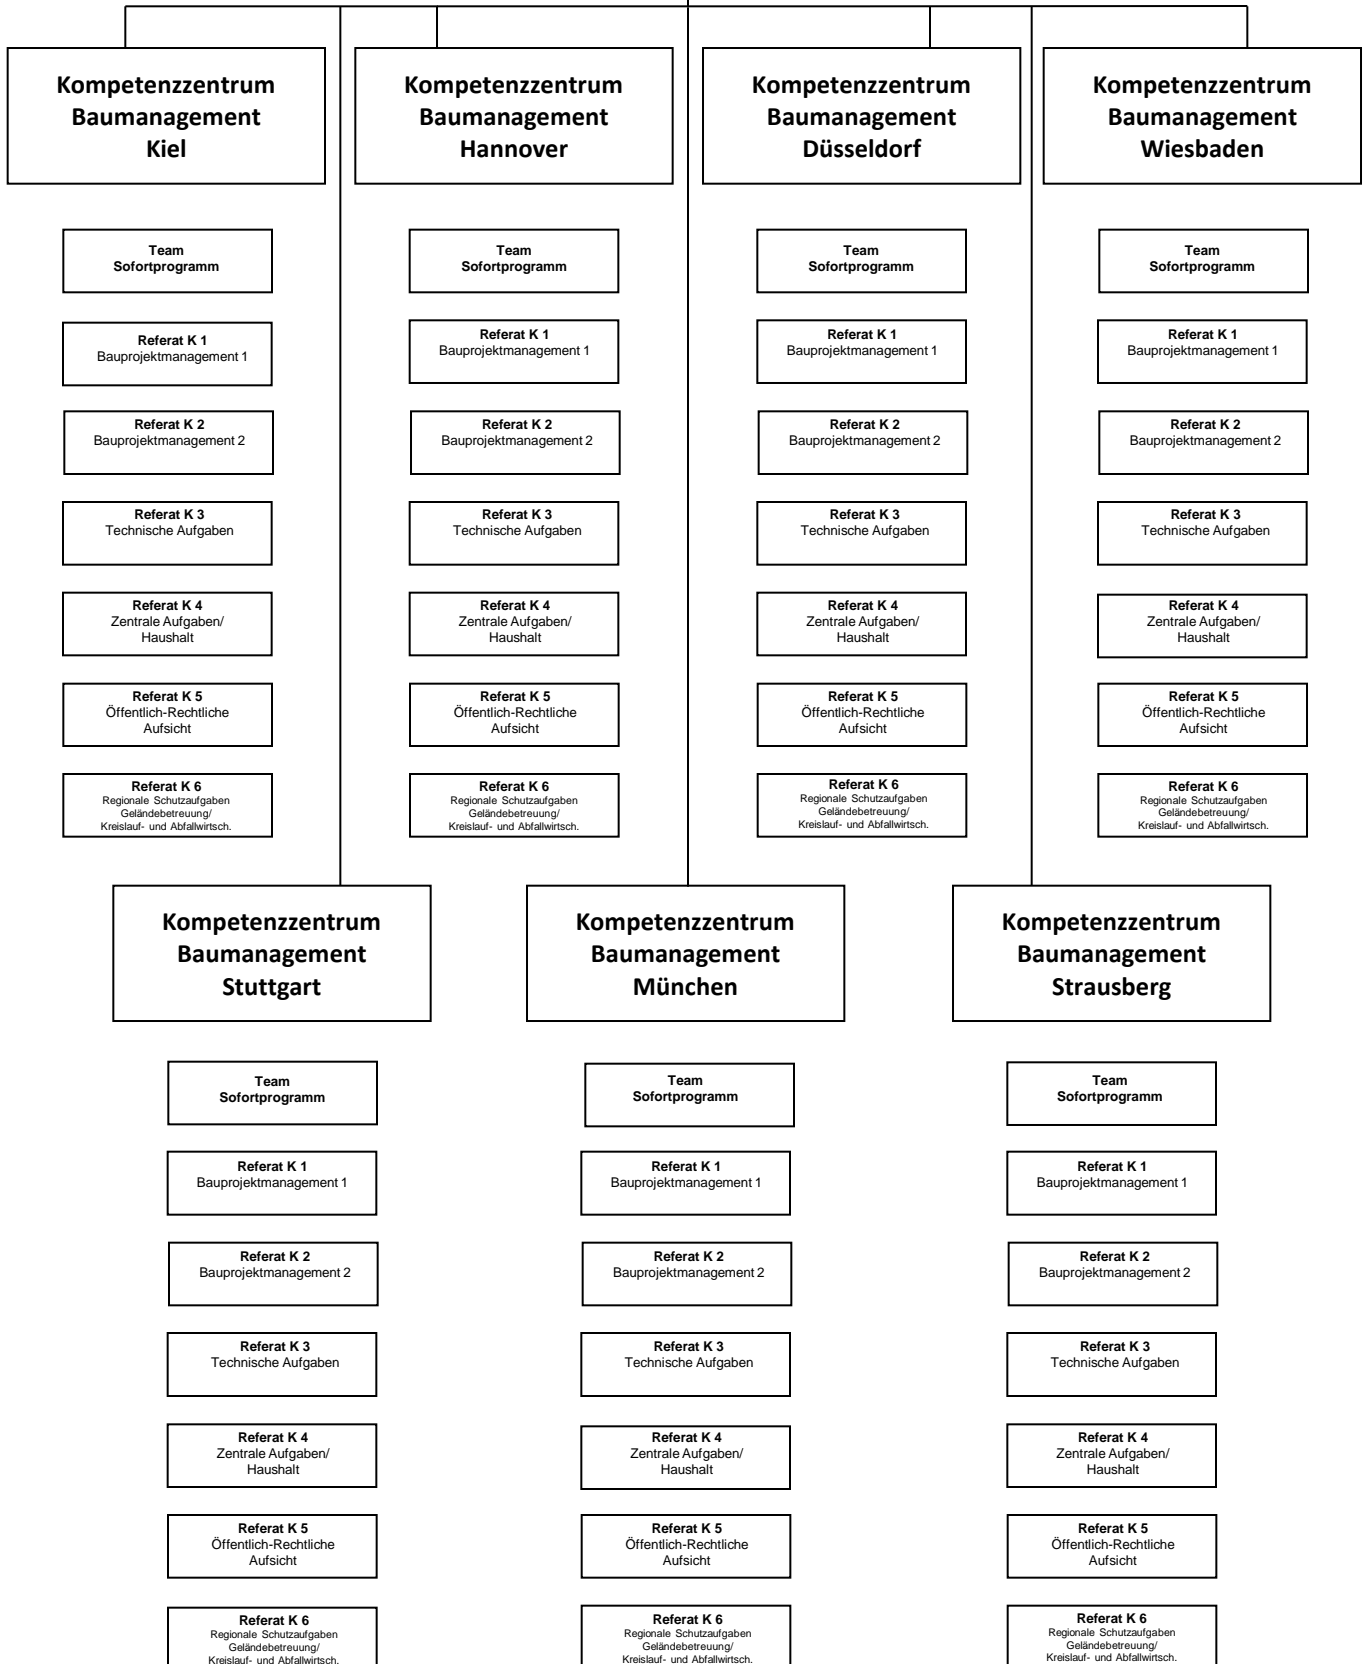 Kompetenzzentrum
Baumanagement
Kiel
Team
Sofortprogramm
Referat K 1
Bauprojektmanagement 1
Referat K 2
Bauprojektmanagement 2
Referat K 3
Technische Aufgaben
Referat K 4
Zentrale Aufgaben/
Haushalt
Referat K 5
Öffentlich-Rechtliche
Aufsicht
Referat K 6
Regionale Schutzaufgaben
Geländebetreuung/
Kreislauf- und Abfallwirtsch.
Kompetenzzentrum
Baumanagement
Hannover
Team
Sofortprogramm
Referat K 1
Bauprojektmanagement 1
Referat K 2
Bauprojektmanagement 2
Referat K 3
Technische Aufgaben
Referat K 4
Zentrale Aufgaben/
Haushalt
Referat K 5
Öffentlich-Rechtliche
Aufsicht
Referat K 6
Regionale Schutzaufgaben
Geländebetreuung/
Kreislauf- und Abfallwirtsch.
Kompetenzzentrum
Baumanagement
Düsseldorf
Team
Sofortprogramm
Referat K 1
Bauprojektmanagement 1
Referat K 2
Bauprojektmanagement 2
Referat K 3
Technische Aufgaben
Referat K 4
Zentrale Aufgaben/
Haushalt
Referat K 5
Öffentlich-Rechtliche
Aufsicht
Referat K 6
Regionale Schutzaufgaben
Geländebetreuung/
Kreislauf- und Abfallwirtsch.
Kompetenzzentrum
Baumanagement
Wiesbaden
Team
Sofortprogramm
Referat K 1
Bauprojektmanagement 1
Referat K 2
Bauprojektmanagement 2
Referat K 3
Technische Aufgaben
Referat K 4
Zentrale Aufgaben/
Haushalt
Referat K 5
Öffentlich-Rechtliche
Aufsicht
Referat K 6
Regionale Schutzaufgaben
Geländebetreuung/
Kreislauf- und Abfallwirtsch.
Kompetenzzentrum
Baumanagement
Stuttgart
Team
Sofortprogramm
Referat K 1
Bauprojektmanagement 1
Referat K 2
Bauprojektmanagement 2
Referat K 3
Technische Aufgaben
Referat K 4
Zentrale Aufgaben/
Haushalt
Referat K 5
Öffentlich-Rechtliche
Aufsicht
Referat K 6
Regionale Schutzaufgaben
Geländebetreuung/
Kreislauf- und Abfallwirtsch.
Kompetenzzentrum
Baumanagement
München
Team
Sofortprogramm
Referat K 1
Bauprojektmanagement 1
Referat K 2
Bauprojektmanagement 2
Referat K 3
Technische Aufgaben
Referat K 4
Zentrale Aufgaben/
Haushalt
Referat K 5
Öffentlich-Rechtliche
Aufsicht
Referat K 6
Regionale Schutzaufgaben
Geländebetreuung/
Kreislauf- und Abfallwirtsch.
Kompetenzzentrum
Baumanagement
Strausberg
Team
Sofortprogramm
Referat K 1
Bauprojektmanagement 1
Referat K 2
Bauprojektmanagement 2
Referat K 3
Technische Aufgaben
Referat K 4
Zentrale Aufgaben/
Haushalt
Referat K 5
Öffentlich-Rechtliche
Aufsicht
Referat K 6
Regionale Schutzaufgaben
Geländebetreuung/
Kreislauf- und Abfallwirtsch.